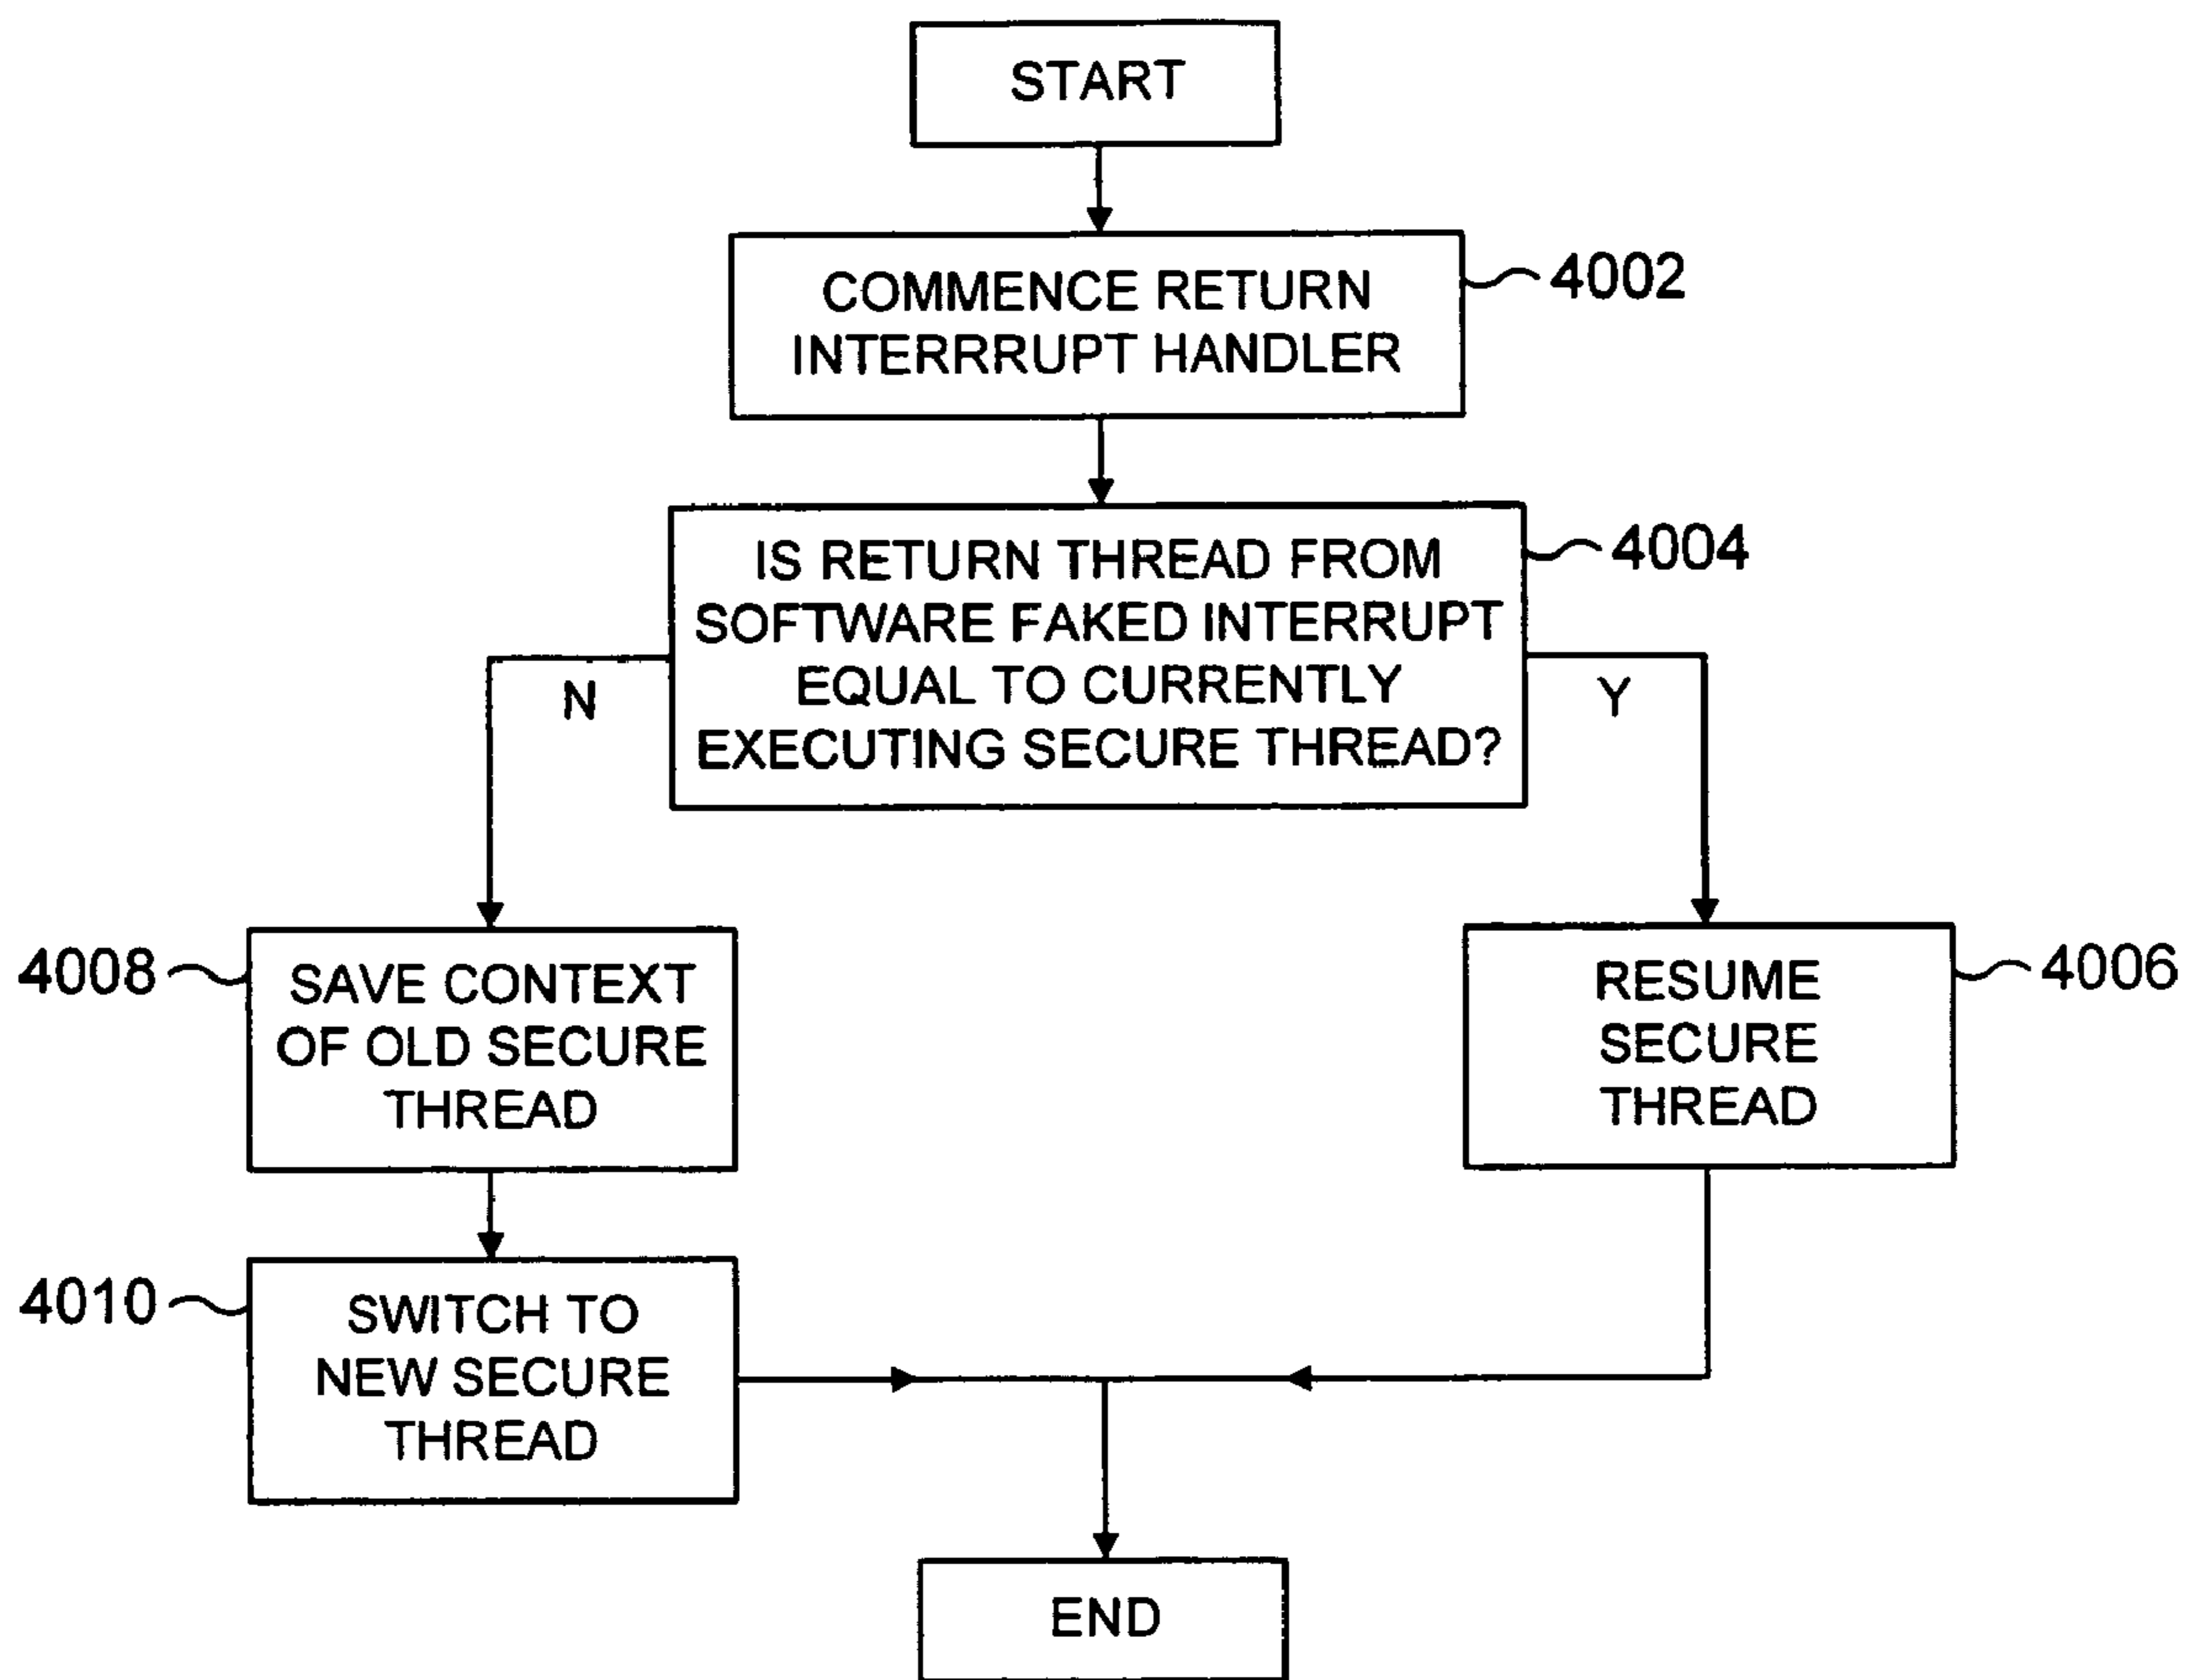 START
COMMENCE RETURN
INTERRRUPT HANDLER
4002
IS RETURN THREAD FROM
SOFTWARE FAKED INTERRUPT
EQUAL TO CURRENTLY
EXECUTING SECURE THREAD?
4004
N
Y
4008
SAVE CONTEXT
OF OLD SECURE
THREAD
RESUME
SECURE
THREAD
4006
4010
SWITCH TO
NEW SECURE
THREAD
END